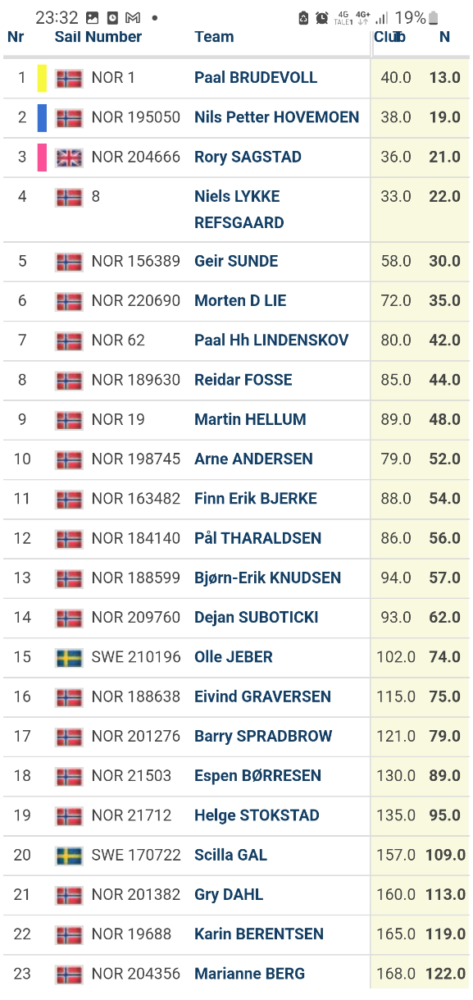 23:32 4G TALE1 4G+ 19%
Nr Sail Number Team Club N
1 NOR 1 Paal BRUDEVOLL 40.0 13.0
2 NOR 195050 Nils Petter HOVEMOEN 38.0 19.0
3 NOR 204666 Rory SAGSTAD 36.0 21.0
4 8 Niels LYKKE 33.0 22.0
REFSGAARD
5 NOR 156389 Geir SUNDE 58.0 30.0
6 NOR 220690 Morten D LIE 72.0 35.0
7 NOR 62 Paal Hh LINDENSKOV 80.0 42.0
8 NOR 189630 Reidar FOSSE 85.0 44.0
9 NOR 19 Martin HELLUM 89.0 48.0
10 NOR 198745 Arne ANDERSEN 79.0 52.0
11 NOR 163482 Finn Erik BJERKE 88.0 54.0
12 NOR 184140 Pål THARALDSEN 86.0 56.0
13 NOR 188599 Bjørn-Erik KNUDSEN 94.0 57.0
14 NOR 209760 Dejan SUBOTICKI 93.0 62.0
15 SWE 210196 Olle JEBER 102.0 74.0
16 NOR 188638 Eivind GRAVERSEN 115.0 75.0
17 NOR 201276 Barry SPRADBROW 121.0 79.0
18 NOR 21503 Espen BØRRESEN 130.0 89.0
19 NOR 21712 Helge STOKSTAD 135.0 95.0
20 SWE 170722 Scilla GAL 157.0 109.0
21 NOR 201382 Gry DAHL 160.0 113.0
22 NOR 19688 Karin BERENTSEN 165.0 119.0
23 NOR 204356 Marianne BERG 168.0 122.0